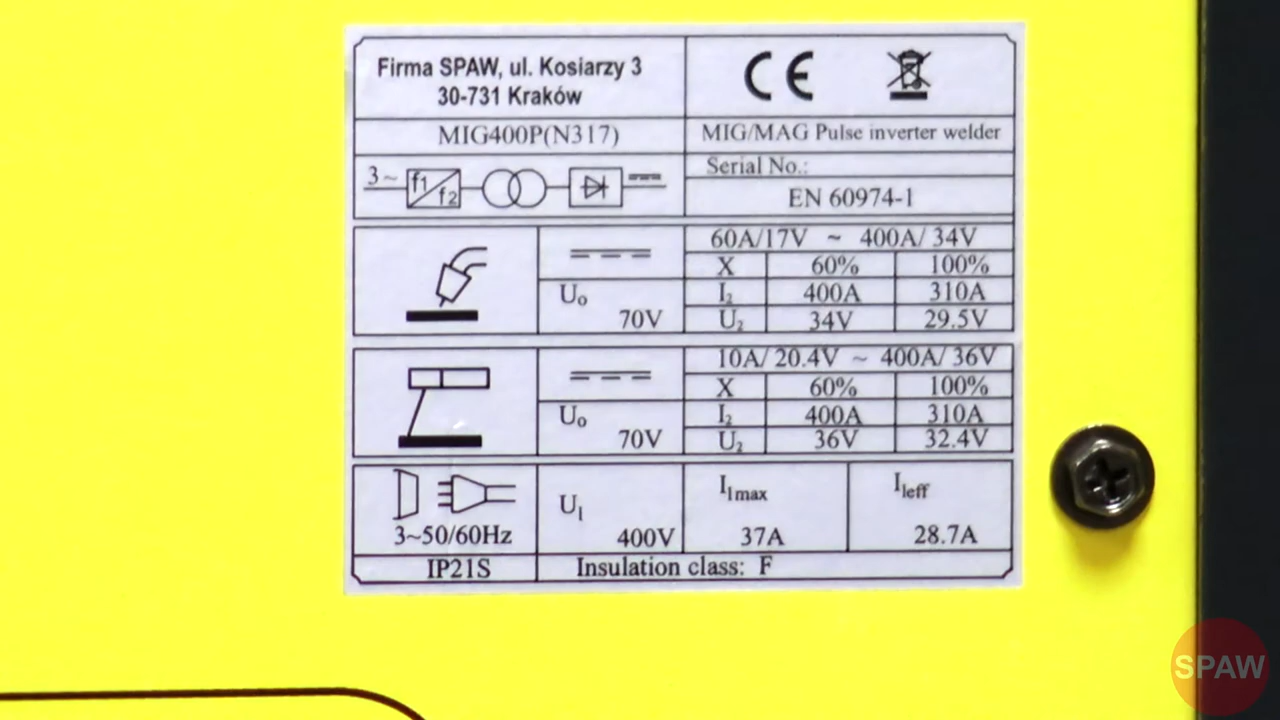 Firma SPAW, ul. Kosiarzy 3
30-731 Kraków
CE
MIG400P(N317)
MIG/MAG Pulse inverter welder
3~ f1 f2
Serial No.:
EN 60974-1
60A/17V ~ 400A/ 34V
X 60% 100%
U₀ 70V
I₂ 400A 310A
U₂ 34V 29.5V
10A/ 20.4V ~ 400A/ 36V
X 60% 100%
U₀ 70V
I₂ 400A 310A
U₂ 36V 32.4V
3~50/60Hz
U₁ 400V
I₁max 37A
I₁eff 28.7A
IP21S
Insulation class: F
SPAW